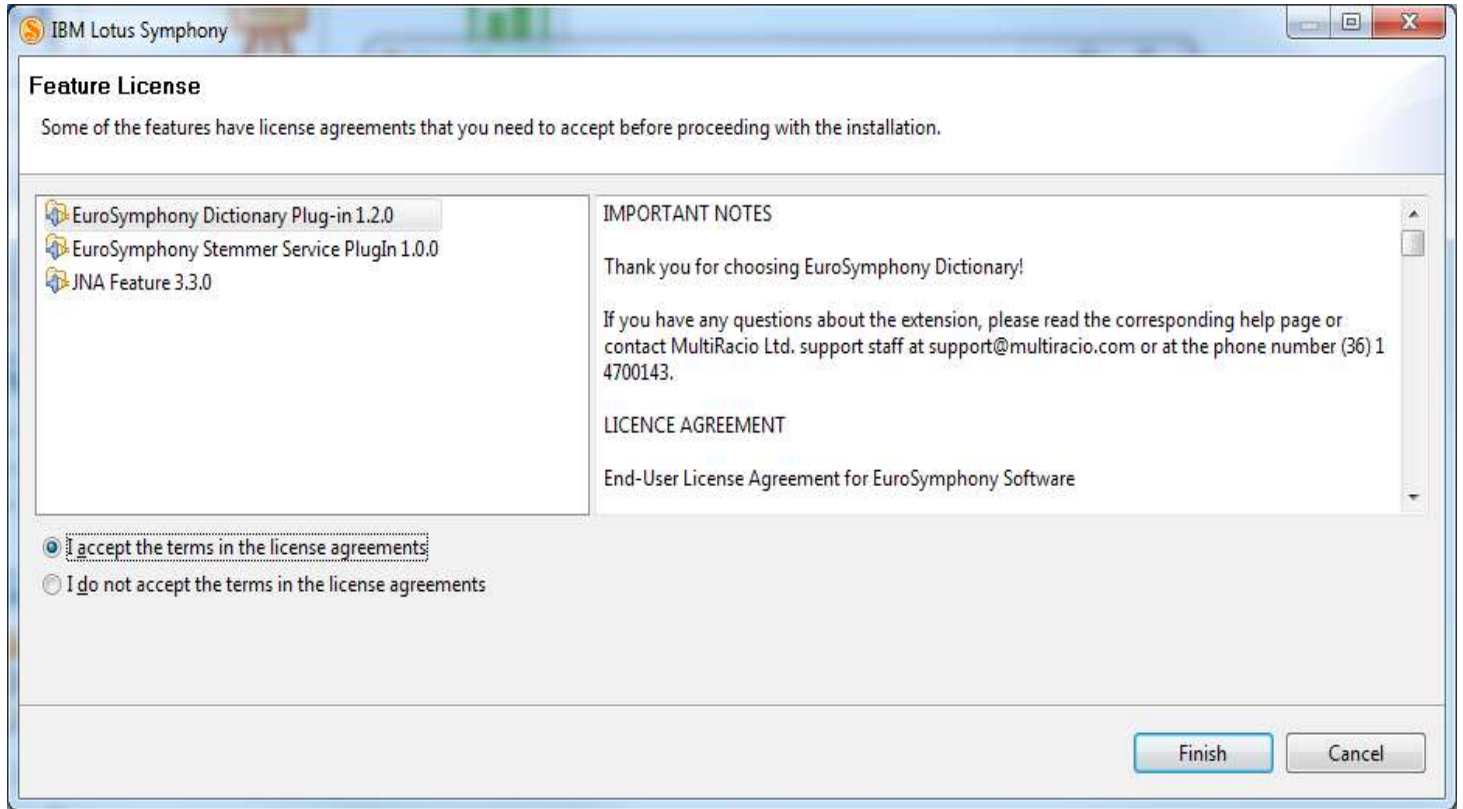 IBM Lotus Symphony
Feature License
Some of the features have license agreements that you need to accept before proceeding with the installation.
EuroSymphony Dictionary Plug-in 1.2.0
EuroSymphony Stemmer Service PlugIn 1.0.0
JNA Feature 3.3.0
IMPORTANT NOTES
Thank you for choosing EuroSymphony Dictionary!
If you have any questions about the extension, please read the corresponding help page or
contact MultiRacio Ltd. support staff at support@multiracio.com or at the phone number (36) 1
4700143.
LICENCE AGREEMENT
End-User License Agreement for EuroSymphony Software
I accept the terms in the license agreements
I do not accept the terms in the license agreements
Finish
Cancel